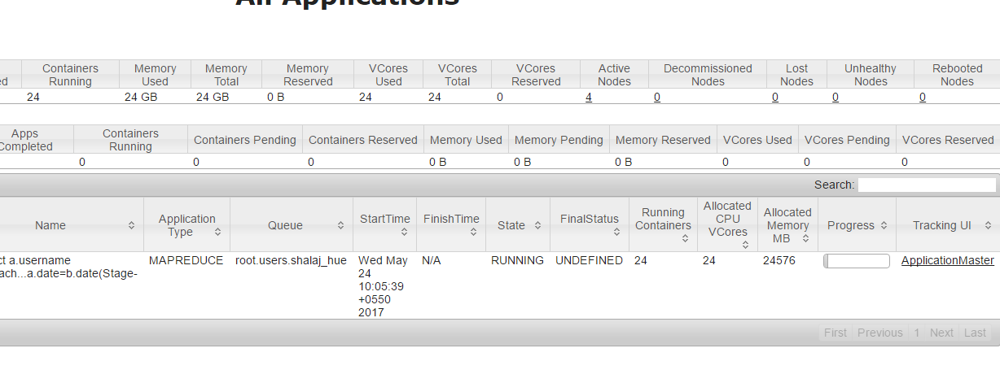 All Applications
ed Containers Running Memory Used Memory Total Memory Reserved VCores Used VCores Total VCores Reserved Active Nodes Decommissioned Nodes Lost Nodes Unhealthy Nodes Rebooted Nodes
24 24 GB 24 GB 0 B 24 24 0 4 0 0 0 0
Apps Completed Containers Running Containers Pending Containers Reserved Memory Used Memory Pending Memory Reserved VCores Used VCores Pending VCores Reserved
0 0 0 0 B 0 B 0 B 0 0 0
Search:
Name Application Type Queue StartTime FinishTime State FinalStatus Running Containers Allocated CPU VCores Allocated Memory MB Progress Tracking UI
ct a.username MAPREDUCE root.users.shalaj_hue Wed May N/A RUNNING UNDEFINED 24 24 24576 ApplicationMaster
ach...a.date=b.date(Stage- 24
10:05:39
+0550
2017
First Previous 1 Next Last